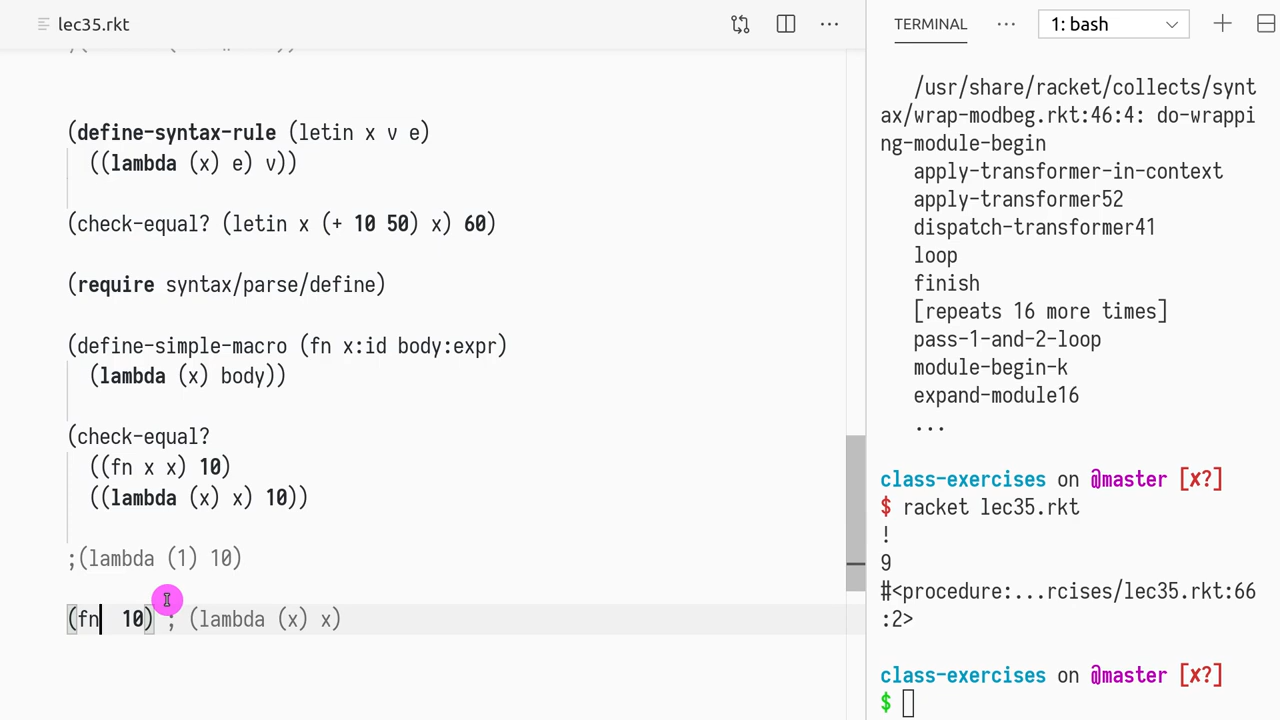 lec35.rkt
(define-syntax-rule (letin x v e)
((lambda (x) e) v))
(check-equal? (letin x (+ 10 50) x) 60)
(require syntax/parse/define)
(define-simple-macro (fn x:id body:expr)
(lambda (x) body))
(check-equal?
((fn x x) 10)
((lambda (x) x) 10))
;(lambda (1) 10)
(fn  10) ; (lambda (x) x)
TERMINAL
1: bash
/usr/share/racket/collects/synt
ax/wrap-modbeg.rkt:46:4: do-wrappi
ng-module-begin
apply-transformer-in-context
apply-transformer52
dispatch-transformer41
loop
finish
[repeats 16 more times]
pass-1-and-2-loop
module-begin-k
expand-module16
...
class-exercises on @master [x?]
$ racket lec35.rkt
!
9
#<procedure:...rcises/lec35.rkt:66
:2>
class-exercises on @master [x?]
$